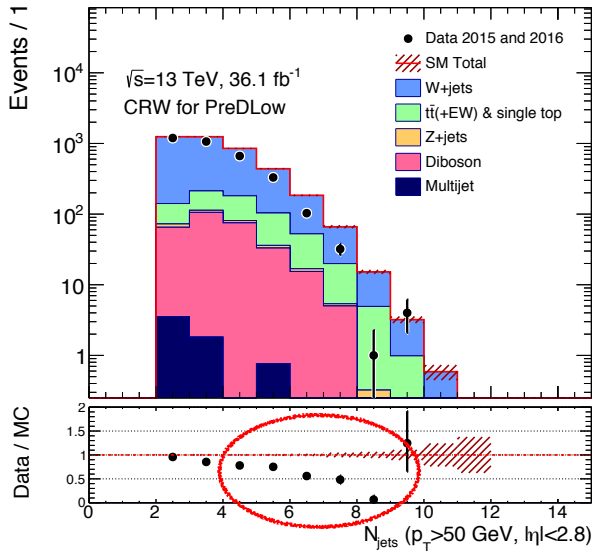 Events / 1
10⁴
10³
10²
10
1
√s=13 TeV, 36.1 fb⁻¹
CRW for PreDLow
Data 2015 and 2016
SM Total
W+jets
tt̄(+EW) & single top
Z+jets
Diboson
Multijet
Data / MC
2
1.5
1
0.5
0
0 2 4 6 8 10 12 14
N_jets (p_T>50 GeV, |η|<2.8)